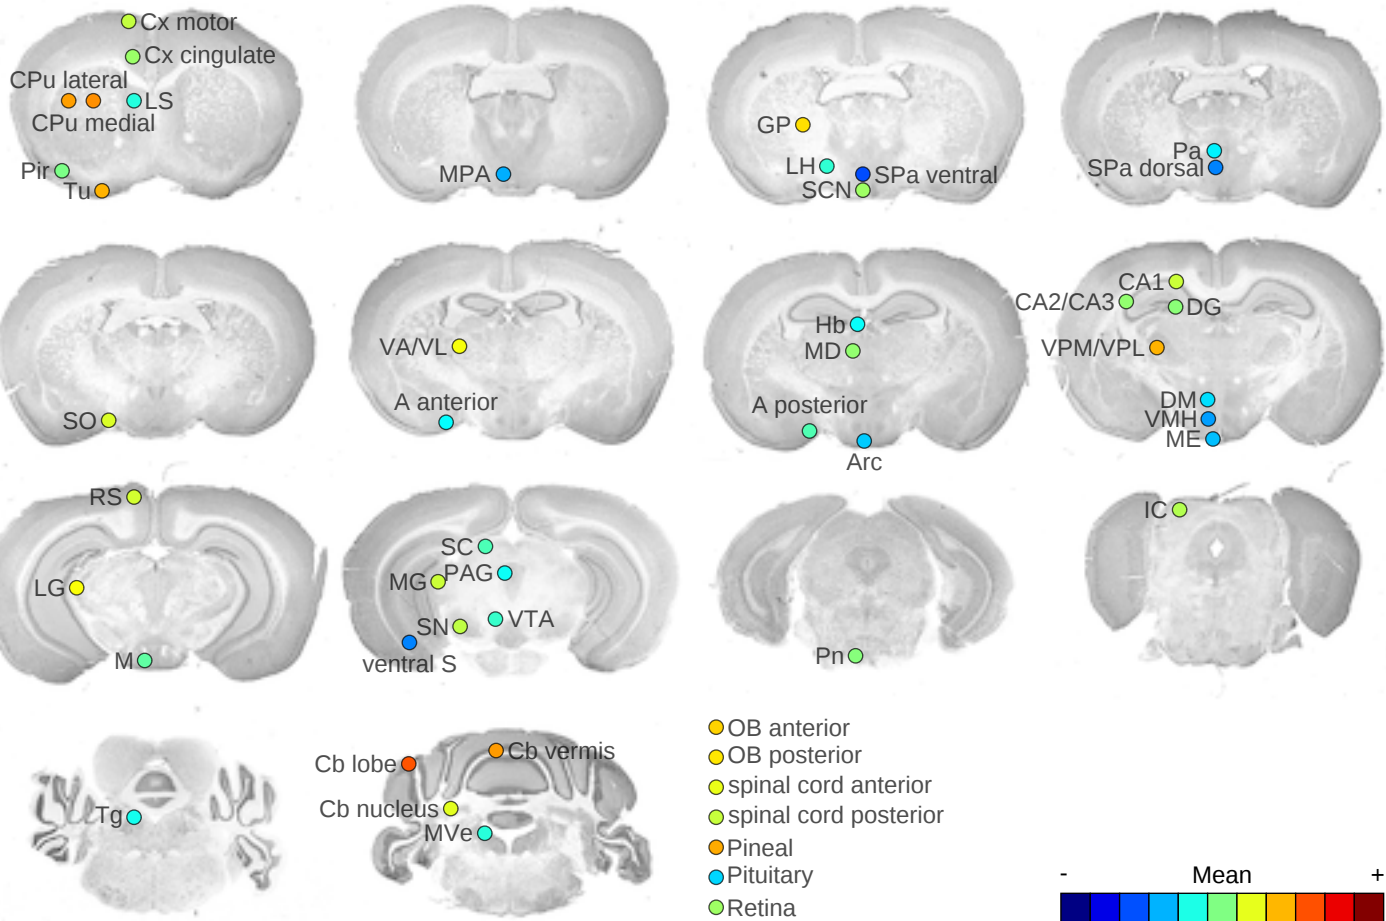 Cx motor
Cx cingulate
CPu lateral
LS
CPu medial
Pir
Tu
MPA
GP
LH
SPa ventral
SCN
Pa
SPa dorsal
SO
VA/VL
A anterior
Hb
MD
A posterior
Arc
CA1
CA2/CA3
DG
VPM/VPL
DM
VMH
ME
RS
LG
M
SC
MG
PAG
SN
VTA
ventral S
Pn
IC
Tg
Cb lobe
Cb vermis
Cb nucleus
MVe
OB anterior
OB posterior
spinal cord anterior
spinal cord posterior
Pineal
Pituitary
Retina
- Mean +